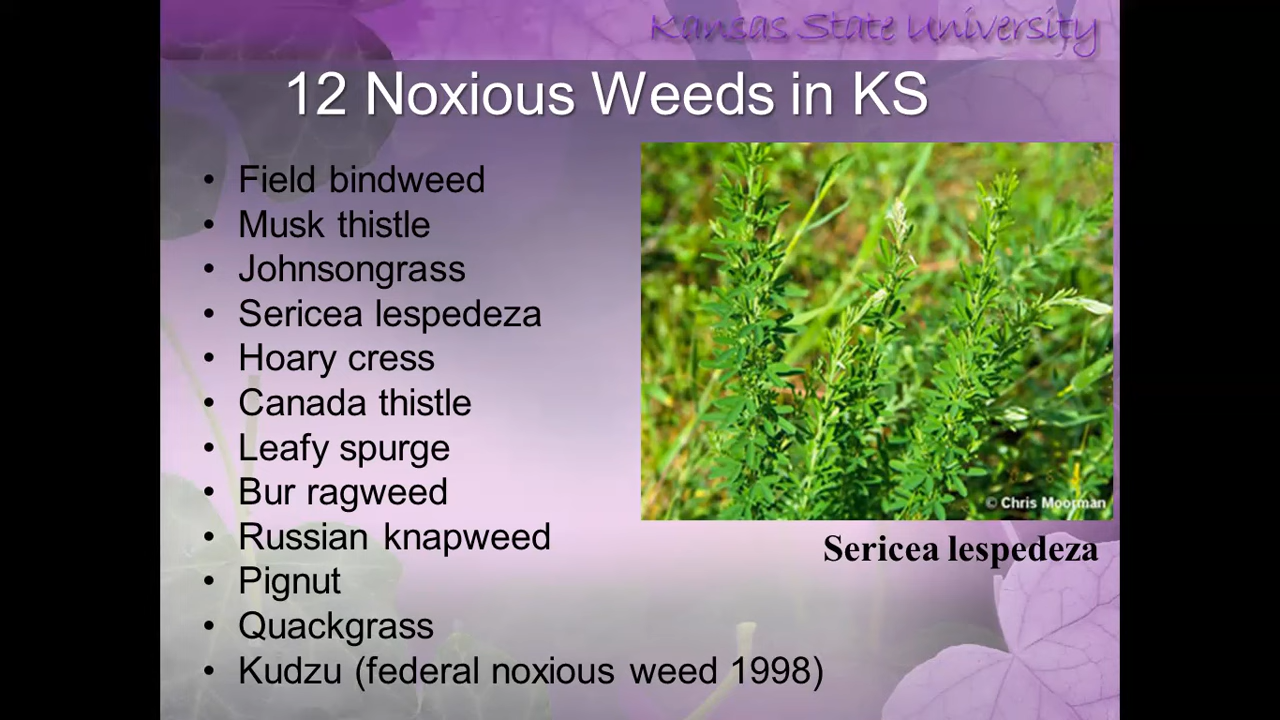 Kansas State University
12 Noxious Weeds in KS
• Field bindweed
• Musk thistle
• Johnsongrass
• Sericea lespedeza
• Hoary cress
• Canada thistle
• Leafy spurge
• Bur ragweed
• Russian knapweed
• Pignut
• Quackgrass
• Kudzu (federal noxious weed 1998)
© Chris Moorman
Sericea lespedeza